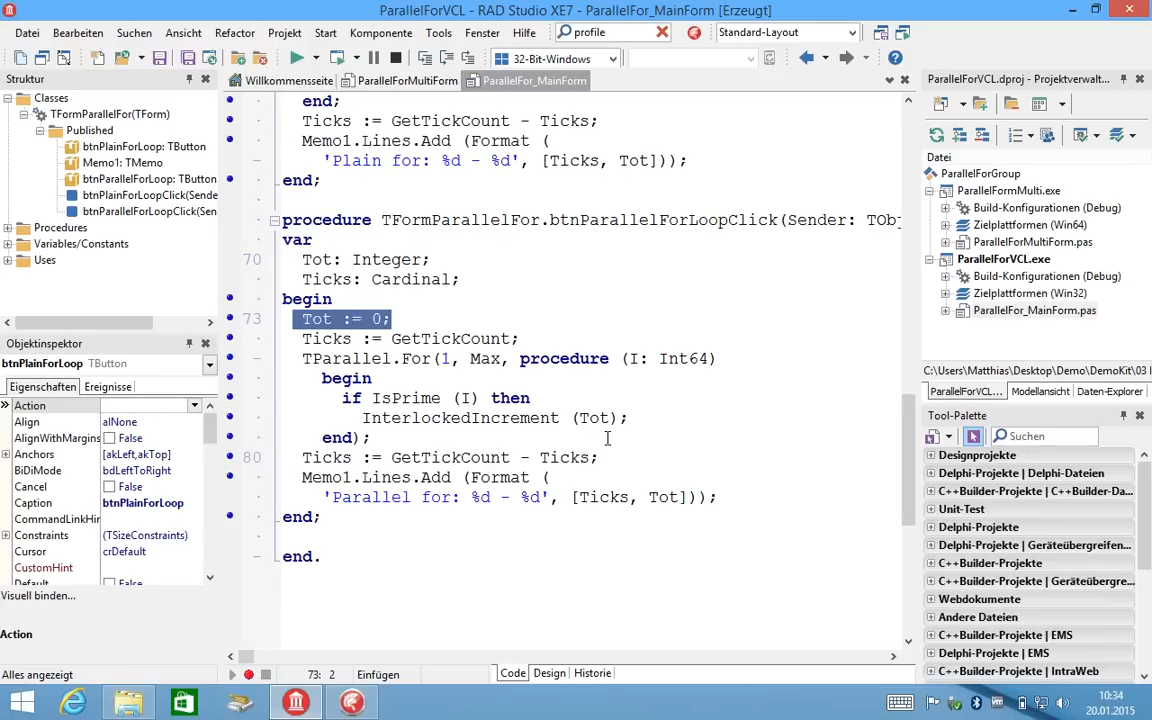 ParallelForVCL - RAD Studio XE7 - ParallelFor_MainForm [Erzeugt]
Datei Bearbeiten Suchen Ansicht Refactor Projekt Start Komponente Tools Fenster Hilfe profile Standard-Layout
32-Bit-Windows
Struktur
Willkommensseite ParallelForMultiForm ParallelFor_MainForm
ParallelForVCL.dproj - Projektverwalt...
Classes
TFormParallelFor(TForm)
Published
btnPlainForLoop: TButton
Memo1: TMemo
btnParallelForLoop: TButton
btnPlainForLoopClick(Sende
btnParallelForLoopClick(Sen
Procedures
Variables/Constants
Uses
Objektinspektor
btnPlainForLoop TButton
Eigenschaften Ereignisse
Action
Align alNone
AlignWithMargins False
Anchors [akLeft,akTop]
BiDiMode bdLeftToRight
Cancel False
Caption btnPlainForLoop
CommandLinkHin
Constraints (TSizeConstraints)
Cursor crDefault
CustomHint
Default False
Visuell binden...
Action
Alles angezeigt
end;
Ticks := GetTickCount - Ticks;
Memo1.Lines.Add (Format (
'Plain for: %d - %d', [Ticks, Tot]));
end;
procedure TFormParallelFor.btnParallelForLoopClick(Sender: TObj
var
70 Tot: Integer;
Ticks: Cardinal;
begin
73 Tot := 0;
Ticks := GetTickCount;
TParallel.For(1, Max, procedure (I: Int64)
begin
if IsPrime (I) then
InterlockedIncrement (Tot);
end);
80 Ticks := GetTickCount - Ticks;
Memo1.Lines.Add (Format (
'Parallel for: %d - %d', [Ticks, Tot]));
end;
end.
73: 2 Einfügen Code Design Historie
Datei
ParallelForGroup
ParallelFormMulti.exe
Build-Konfigurationen (Debug)
Zielplattformen (Win64)
ParallelForMultiForm.pas
ParallelForVCL.exe
Build-Konfigurationen (Debug)
Zielplattformen (Win32)
ParallelFor_MainForm.pas
C:\Users\Matthias\Desktop\Demo\DemoKit\03 l
ParallelForVCL... Modellansicht Daten-Explorer
Tool-Palette
Suchen
Designprojekte
Delphi-Projekte | Delphi-Dateien
C++Builder-Projekte | C++Builder-Da...
Unit-Test
Delphi-Projekte
Delphi-Projekte | Geräteübergreifen...
C++Builder-Projekte
C++Builder-Projekte | Geräteübergre...
Webdokumente
Andere Dateien
C++Builder-Projekte | EMS
Delphi-Projekte | EMS
C++Builder-Projekte | IntraWeb
10:34
20.01.2015